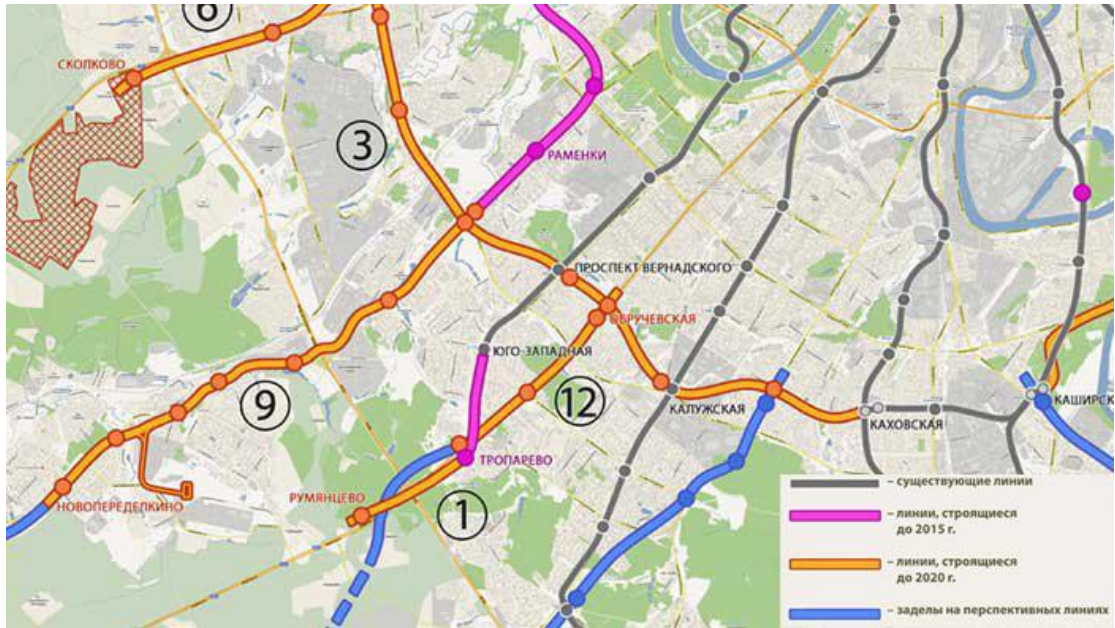 6
СКОЛКОВО
3
РАМЕНКИ
ПРОСПЕКТ ВЕРНАДСКОГО
ОБРУЧЕВСКАЯ
ЮГО-ЗАПАДНАЯ
9
12
КАЛУЖСКАЯ
КАШИРСК
КАХОВСКАЯ
ТРОПАРЕВО
РУМЯНЦЕВО
НОВОПЕРЕДЕЛКИНО
1
– существующие линии
– линии, строящиеся
до 2015 г.
– линии, строящиеся
до 2020 г.
– заделы на перспективных линиях